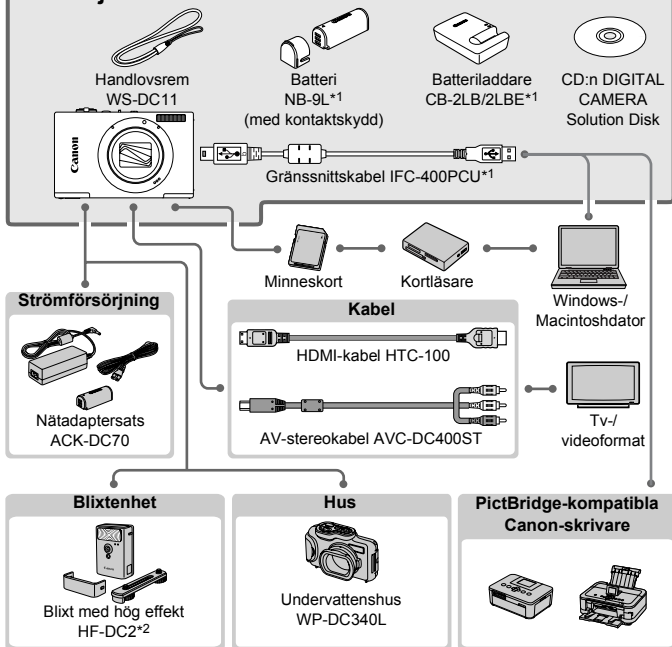 Handlovsrem
WS-DC11
Batteri
NB-9L*1
(med kontaktskydd)
Batteriladdare
CB-2LB/2LBE*1
CD:n DIGITAL
CAMERA
Solution Disk
Canon
Gränssnittskabel IFC-400PCU*1
Minneskort
Kortläsare
Windows-/
Macintoshdator
Strömförsörjning
Nätadaptersats
ACK-DC70
Kabel
HDMI-kabel HTC-100
AV-stereokabel AVC-DC400ST
Tv-/
videoformat
Blixtenhet
Blixt med hög effekt
HF-DC2*2
Hus
Undervattenshus
WP-DC340L
PictBridge-kompatibla
Canon-skrivare